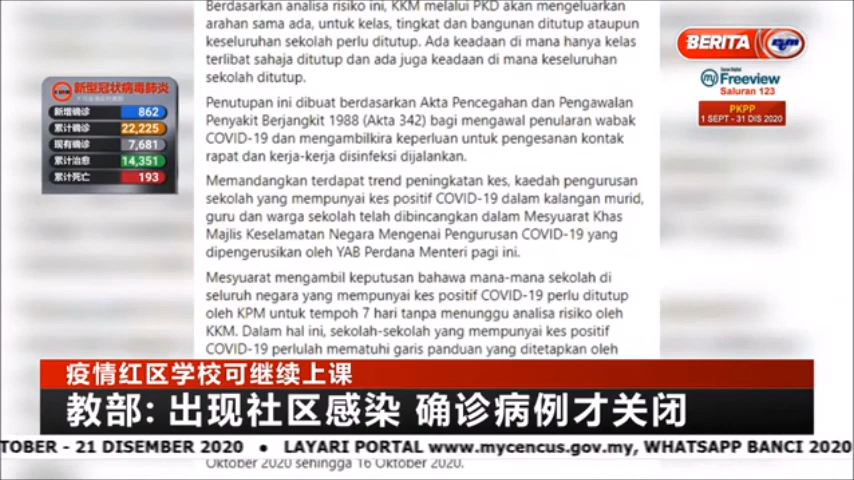 Berdasarkan analisa risiko ini, KKM melalui PKD akan mengeluarkan
arahan sama ada, untuk kelas, tingkat dan bangunan ditutup ataupun
keseluruhan sekolah perlu ditutup. Ada keadaan di mana hanya kelas
terlibat sahaja ditutup dan ada juga keadaan di mana keseluruhan
sekolah ditutup.
Penutupan ini dibuat berdasarkan Akta Pencegahan dan Pengawalan
Penyakit Berjangkit 1988 (Akta 342) bagi mengawal penularan wabak
COVID-19 dan mengambilkira keperluan untuk pengesanan kontak
rapat dan kerja-kerja disinfeksi dijalankan.
Memandangkan terdapat trend peningkatan kes, kaedah pengurusan
sekolah yang mempunyai kes positif COVID-19 dalam kalangan murid,
guru dan warga sekolah telah dibincangkan dalam Mesyuarat Khas
Majlis Keselamatan Negara Mengenai Pengurusan COVID-19 yang
dipengerusikan oleh YAB Perdana Menteri pagi ini.
Mesyuarat mengambil keputusan bahawa mana-mana sekolah di
seluruh negara yang mempunyai kes positif COVID-19 perlu ditutup
oleh KPM untuk tempoh 7 hari tanpa menunggu analisa risiko oleh
KKM. Dalam hal ini, sekolah-sekolah yang mempunyai kes positif
COVID-19 perlulah mematuhi garis panduan yang ditetapkan oleh
新型冠状病毒肺炎
新增确诊 862
累计确诊 22,225
现有确诊 7,681
累计治愈 14,351
累计死亡 193
BERITA
Freeview
Saluran 123
PKPP
1 SEPT - 31 DIS 2020
疫情红区学校可继续上课
教部: 出现社区感染 确诊病例才关闭
TOBER - 21 DISEMBER 2020 • LAYARI PORTAL www.mycencus.gov.my, WHATSAPP BANCI 2020
Oktober 2020 sehingga 16 Oktober 2020.